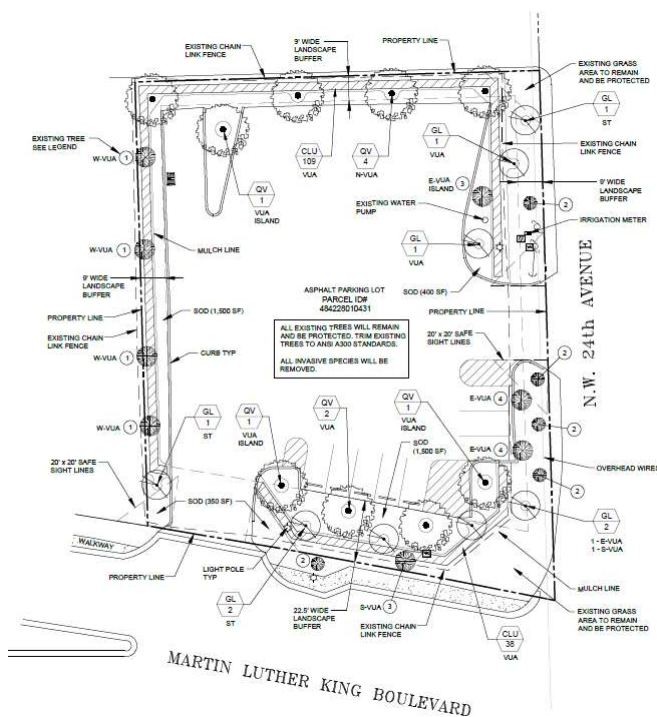 9' WIDE
LANDSCAPE
BUFFER
PROPERTY LINE
EXISTING CHAIN
LINK FENCE
EXISTING GRASS
AREA TO REMAIN
AND BE PROTECTED
GL
1
ST
EXISTING TREE
SEE LEGEND
W-VUA 1
CLU
109
VUA
QV
4
N-VUA
GL
1
VUA
EXISTING CHAIN
LINK FENCE
QV
1
VUA
ISLAND
E-VUA
ISLAND 3
9' WIDE
LANDSCAPE
BUFFER
2
EXISTING WATER
PUMP
IRRIGATION METER
W-VUA 1
MULCH LINE
GL
1
VUA
9' WIDE
LANDSCAPE
BUFFER
ASPHALT PARKING LOT
PARCEL ID#
484228010431
SOD (400 SF)
N.W. 24th AVENUE
SOD (1,500 SF)
PROPERTY LINE
PROPERTY LINE
ALL EXISTING TREES WILL REMAIN
AND BE PROTECTED. TRIM EXISTING
TREES TO ANSI A300 STANDARDS.
ALL INVASIVE SPECIES WILL BE
REMOVED.
20' x 20' SAFE
SIGHT LINES
EXISTING CHAIN
LINK FENCE
CURB TYP
W-VUA 1
2
E-VUA 4
QV
2
VUA
QV
1
VUA
ISLAND
GL
1
ST
QV
1
VUA
ISLAND
W-VUA 1
2
SOD
(1,500 SF)
E-VUA 4
OVERHEAD WIRES
20' x 20' SAFE
SIGHT LINES
2
SOD (350 SF)
GL
2
1 - E-VUA
1 - S-VUA
WALKWAY
PROPERTY LINE
LIGHT POLE
TYP
2
MULCH LINE
GL
2
ST
22.5' WIDE
LANDSCAPE
BUFFER
S-VUA 3
EXISTING CHAIN
LINK FENCE
EXISTING GRASS
AREA TO REMAIN
AND BE PROTECTED
CLU
38
VUA
MARTIN LUTHER KING BOULEVARD